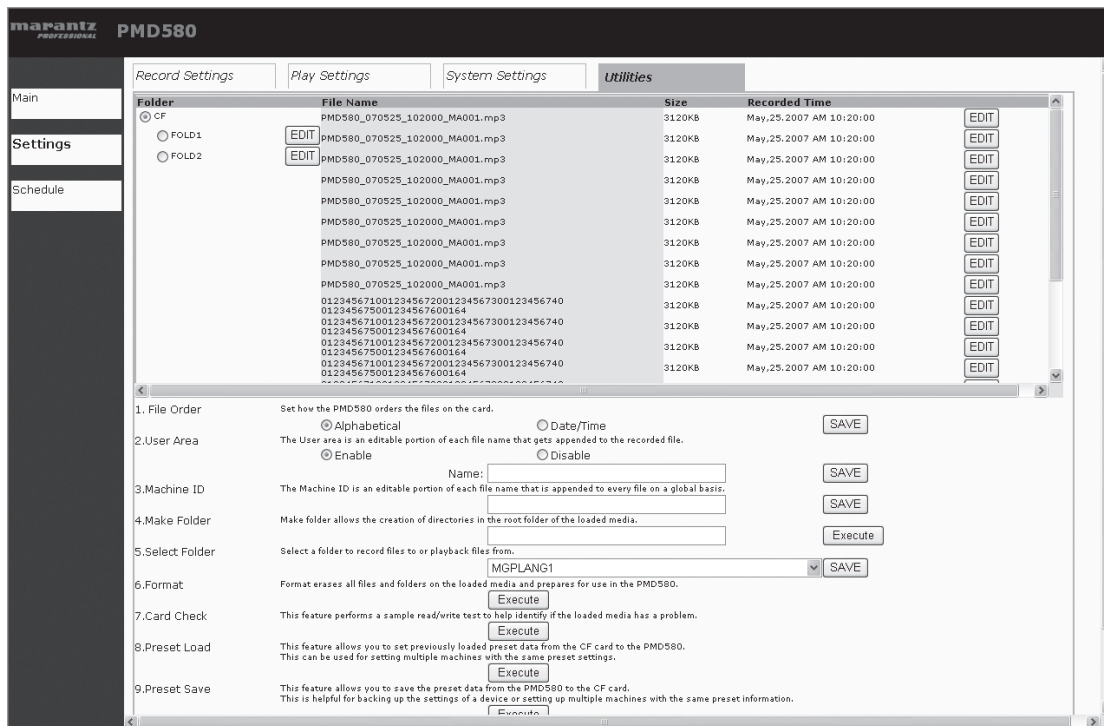 marantz PROFESSIONAL PMD580
Record Settings Play Settings System Settings Utilities
Main
Settings
Schedule
Folder File Name Size Recorded Time
CF PMD580_070525_102000_MA001.mp3 3120KB May,25.2007 AM 10:20:00 EDIT
FOLD1 EDIT PMD580_070525_102000_MA001.mp3 3120KB May,25.2007 AM 10:20:00 EDIT
FOLD2 EDIT PMD580_070525_102000_MA001.mp3 3120KB May,25.2007 AM 10:20:00 EDIT
PMD580_070525_102000_MA001.mp3 3120KB May,25.2007 AM 10:20:00 EDIT
PMD580_070525_102000_MA001.mp3 3120KB May,25.2007 AM 10:20:00 EDIT
PMD580_070525_102000_MA001.mp3 3120KB May,25.2007 AM 10:20:00 EDIT
PMD580_070525_102000_MA001.mp3 3120KB May,25.2007 AM 10:20:00 EDIT
PMD580_070525_102000_MA001.mp3 3120KB May,25.2007 AM 10:20:00 EDIT
PMD580_070525_102000_MA001.mp3 3120KB May,25.2007 AM 10:20:00 EDIT
0123456710012345672001234567300123456740
012345675001234567600164 3120KB May,25.2007 AM 10:20:00 EDIT
0123456710012345672001234567300123456740
012345675001234567600164 3120KB May,25.2007 AM 10:20:00 EDIT
0123456710012345672001234567300123456740
012345675001234567600164 3120KB May,25.2007 AM 10:20:00 EDIT
0123456710012345672001234567300123456740
012345675001234567600164 3120KB May,25.2007 AM 10:20:00 EDIT
1. File Order Set how the PMD580 orders the files on the card.
Alphabetical Date/Time SAVE
2.User Area The User area is an editable portion of each file name that gets appended to the recorded file.
Enable Disable
Name: SAVE
3.Machine ID The Machine ID is an editable portion of each file name that is appended to every file on a global basis.
SAVE
4.Make Folder Make folder allows the creation of directories in the root folder of the loaded media.
Execute
5.Select Folder Select a folder to record files to or playback files from.
MGPLANG1 SAVE
6.Format Format erases all files and folders on the loaded media and prepares for use in the PMD580.
Execute
7.Card Check This feature performs a sample read/write test to help identify if the loaded media has a problem.
Execute
8.Preset Load This feature allows you to set previously loaded preset data from the CF card to the PMD580.
This can be used for setting multiple machines with the same preset settings.
Execute
9.Preset Save This feature allows you to save the preset data from the PMD580 to the CF card.
This is helpful for backing up the settings of a device or setting up multiple machines with the same preset information.
Execute